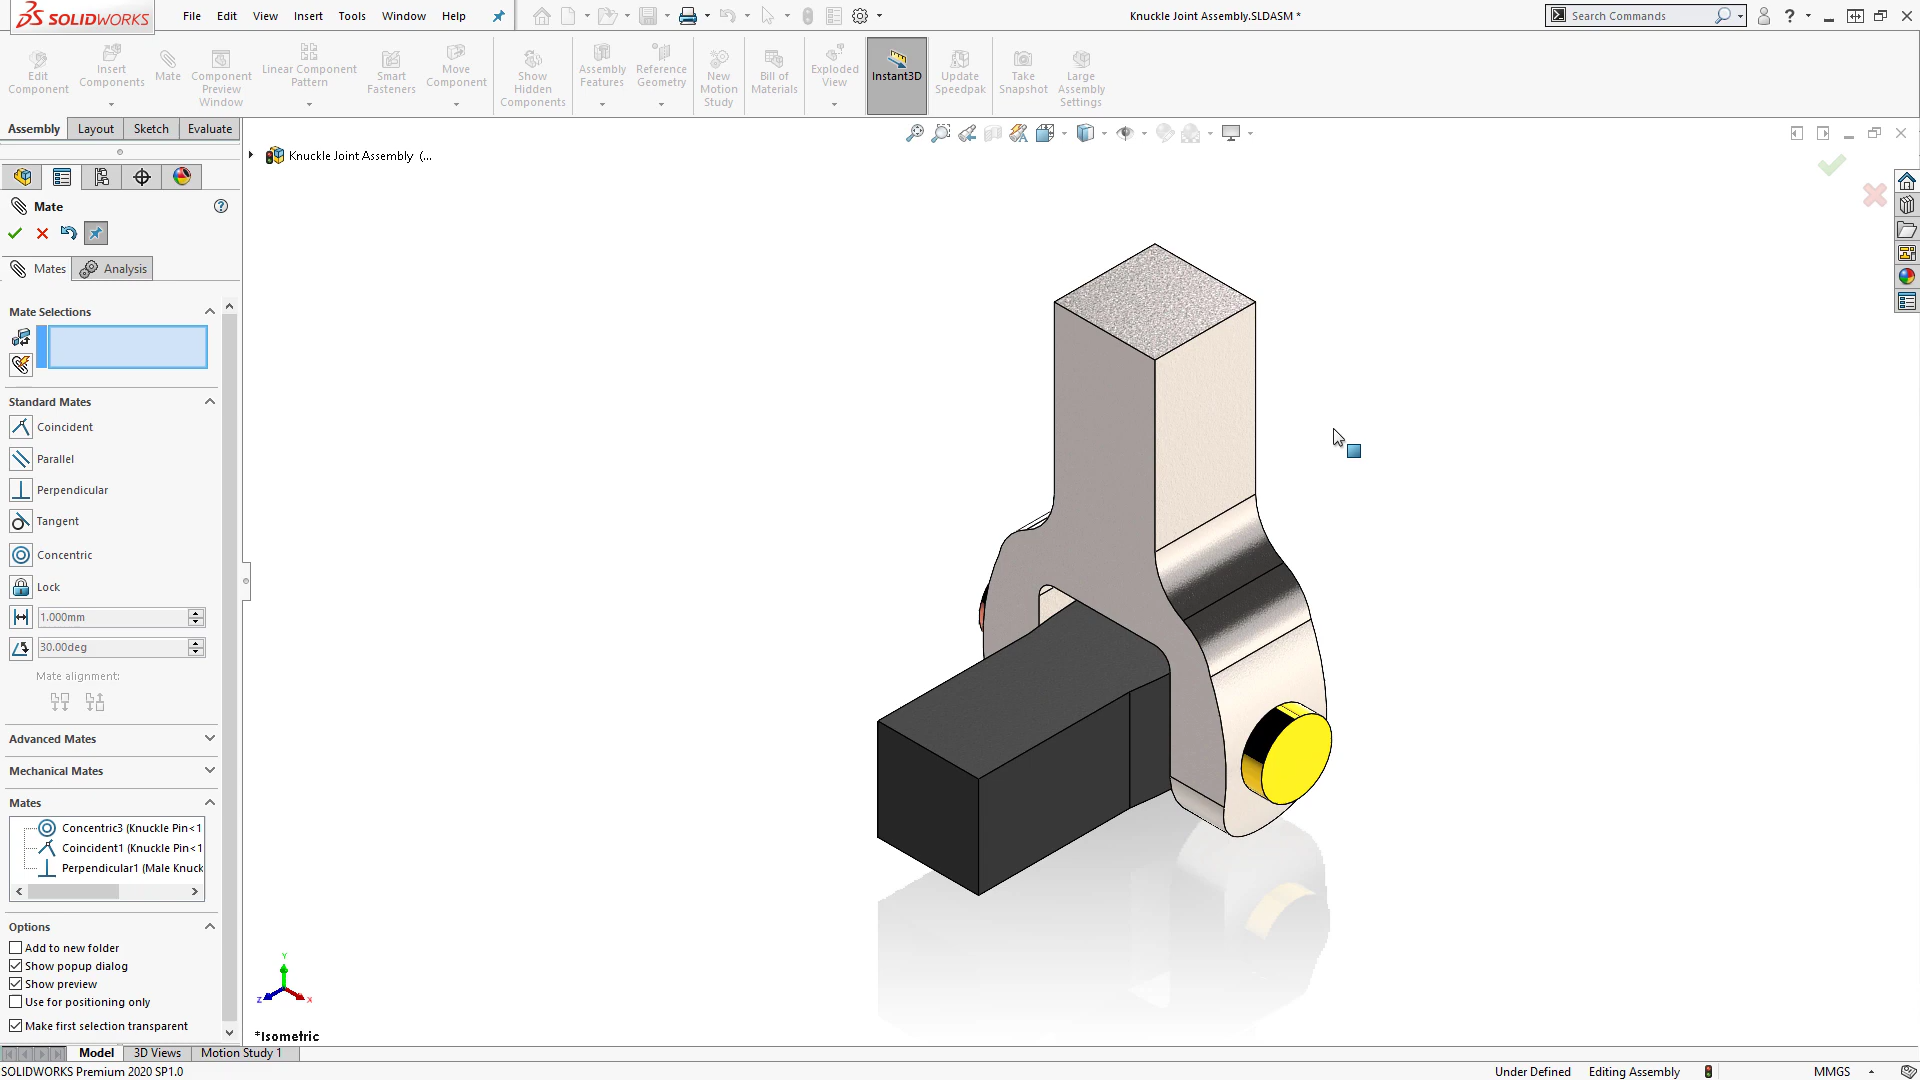 SOLIDWORKS
File Edit View Insert Tools Window Help
Knuckle Joint Assembly.SLDASM *
Search Commands
Edit Component
Insert Components
Mate
Component Preview Window
Linear Component Pattern
Smart Fasteners
Move Component
Show Hidden Components
Assembly Features
Reference Geometry
New Motion Study
Bill of Materials
Exploded View
Instant3D
Update Speedpak
Take Snapshot
Large Assembly Settings
Assembly Layout Sketch Evaluate
Knuckle Joint Assembly (...
Mate
Mates Analysis
Mate Selections
Standard Mates
Coincident
Parallel
Perpendicular
Tangent
Concentric
Lock
1.000mm
30.00deg
Mate alignment:
Advanced Mates
Mechanical Mates
Mates
Concentric3 (Knuckle Pin<1
Coincident1 (Knuckle Pin<1
Perpendicular1 (Male Knuck
Options
Add to new folder
Show popup dialog
Show preview
Use for positioning only
Make first selection transparent
Y
Z
X
*Isometric
Model 3D Views Motion Study 1
SOLIDWORKS Premium 2020 SP1.0
Under Defined Editing Assembly MMGS